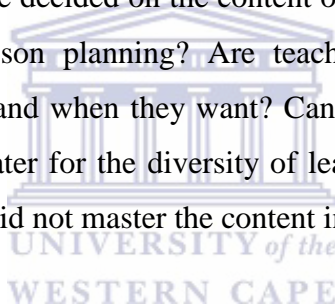 decided on the content o
son planning? Are teach
and when they want? Can
ater for the diversity of lea
id not master the content i
UNIVERSITY of the
WESTERN CAPE